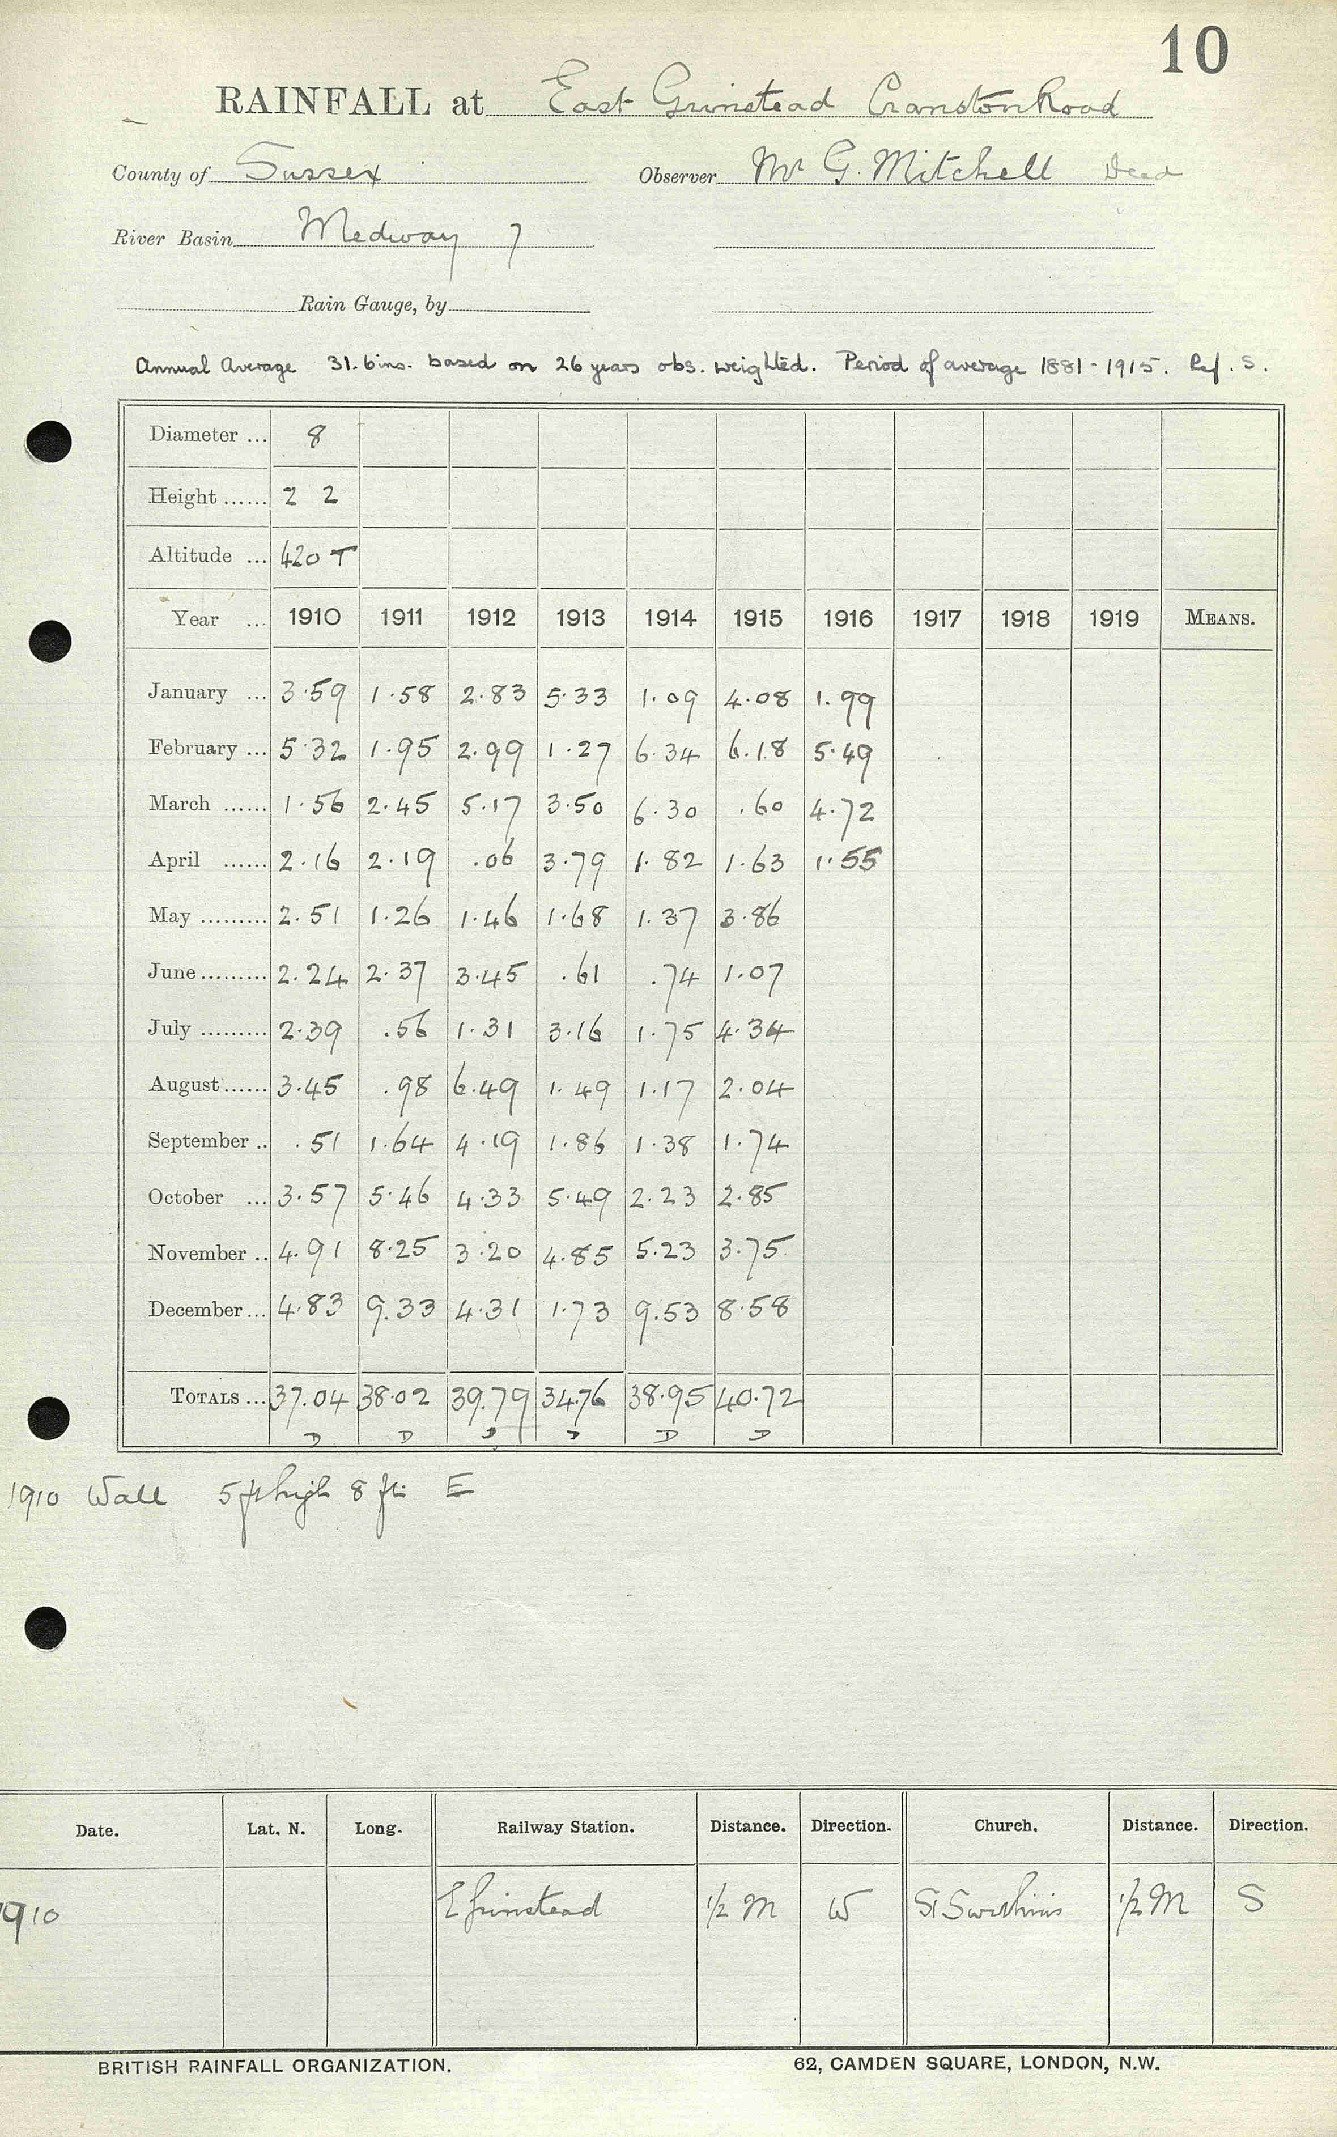 10
RAINFALL at East Grinstead Cranston Road
County of Sussex Observer Mr G. Mitchell Decd
River Basin Medway 7
Rain Gauge, by
Annual Average 31.6 ins. based on 26 years obs. weighted. Period of average 1881-1915. Ref. S.
Diameter ... 8
Height ...... 2 2
Altitude ... 420 T
Year ... 1910 1911 1912 1913 1914 1915 1916 1917 1918 1919 MEANS.
January ... 3.59 1.58 2.83 5.33 1.09 4.08 1.99
February ... 5.32 1.95 2.99 1.27 6.34 6.18 5.49
March ...... 1.56 2.45 5.17 3.50 6.30 .60 4.72
April ...... 2.16 2.19 .06 3.79 1.82 1.63 1.55
May ......... 2.51 1.26 1.46 1.68 1.37 3.86
June ......... 2.24 2.37 3.45 .61 .74 1.07
July ......... 2.39 .56 1.31 3.16 1.75 4.34
August ...... 3.45 .98 6.49 1.49 1.17 2.04
September .. .51 1.64 4.19 1.86 1.38 1.74
October ... 3.57 5.46 4.33 5.49 2.23 2.85
November .. 4.91 8.25 3.20 4.85 5.23 3.75
December ... 4.83 9.33 4.31 1.73 9.53 8.58
TOTALS ... 37.04 38.02 39.79 34.76 38.95 40.72
D D D D D D
1910 Wall 5 ft high 8 ft E
Date. Lat. N. Long. Railway Station. Distance. Direction. Church. Distance. Direction.
1910 E Grinstead 1/2 M W St Swithins 1/2 M S
BRITISH RAINFALL ORGANIZATION. 62, CAMDEN SQUARE, LONDON, N.W.